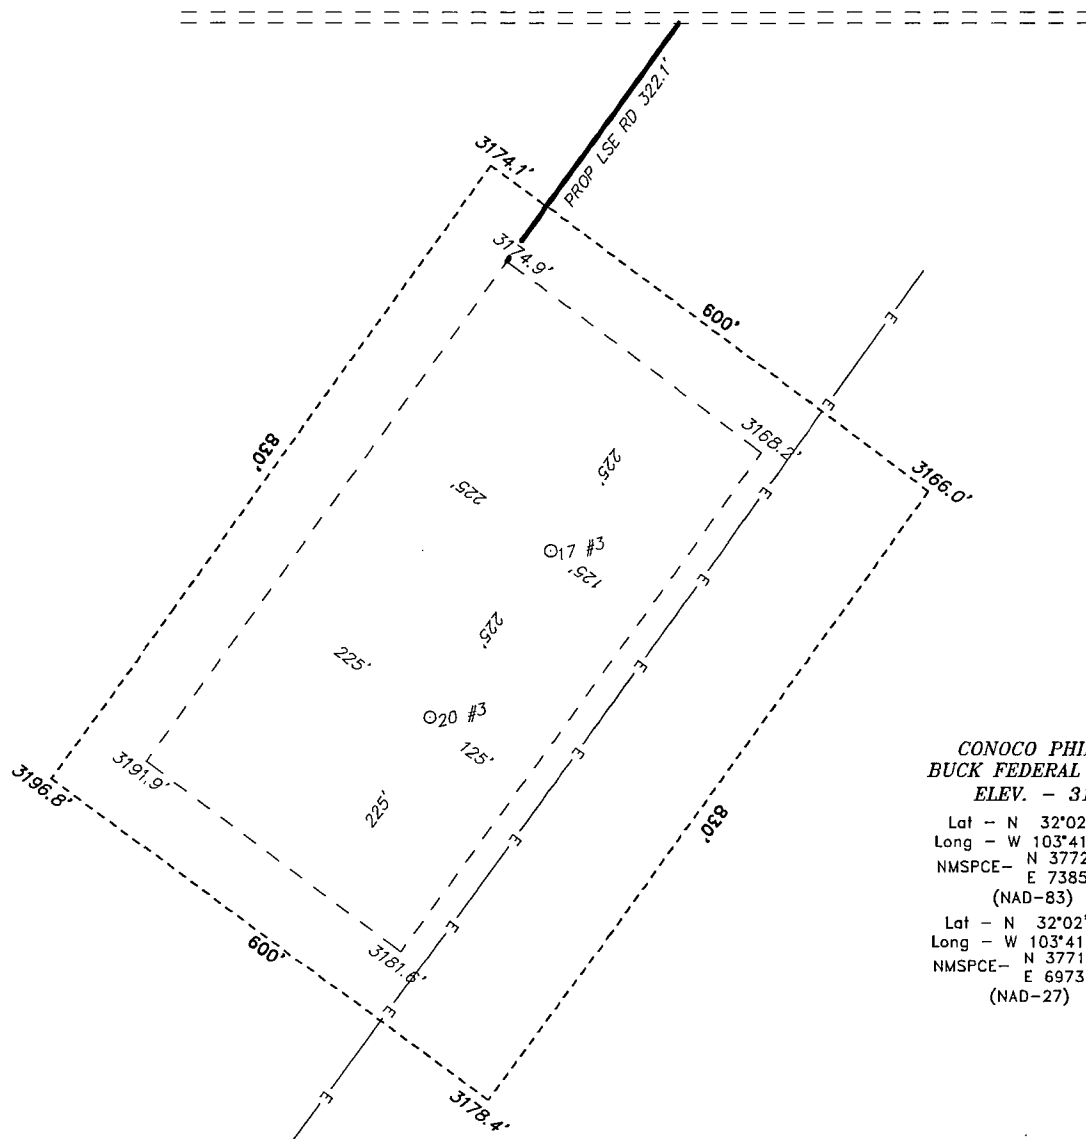 PROP LSE RD 322.1'
3174.1'
3174.9'
600'
3168.2'
3166.0'
830'
225'
225'
17 #3
125'
225'
225'
20 #3
125'
225'
3191.9'
3196.8'
830'
600'
3181.6'
3178.4'
E
E
E
E
E
E
E
E
E
E
CONOCO PHI
BUCK FEDERAL
ELEV. - 31
Lat - N 32°02'
Long - W 103°41'
NMSPCE- N 3772
E 7385
(NAD-83)
Lat - N 32°02'
Long - W 103°41'
NMSPCE- N 3771
E 6973
(NAD-27)